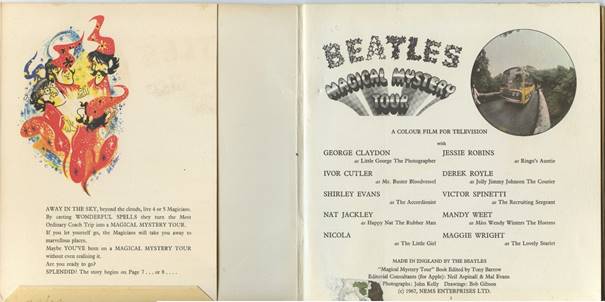 AWAY IN THE SKY, beyond the clouds, live 4 or 5 Magicians.
By casting WONDERFUL SPELLS they turn the Most
Ordinary Coach Trip into a MAGICAL MYSTERY TOUR.
If you let yourself go, the Magicians will take you away to
marvellous places.
Maybe YOU'VE been on a MAGICAL MYSTERY TOUR
without even realising it.
Are you ready to go?
SPLENDID! The story begins on Page 7 ... or 8 ....
BEATLES
MAGICAL MYSTERY
TOUR
A COLOUR FILM FOR TELEVISION
with
GEORGE CLAYDON
as Little George The Photographer
JESSIE ROBINS
as Ringo's Auntie
IVOR CUTLER
as Mr. Buster Bloodvessel
DEREK ROYLE
as Jolly Jimmy Johnson The Courier
SHIRLEY EVANS
as The Accordionist
VICTOR SPINETTI
as The Recruiting Sergeant
NAT JACKLEY
as Happy Nat The Rubber Man
MANDY WEET
as Miss Wendy Winters The Hostess
NICOLA
as The Little Girl
MAGGIE WRIGHT
as The Lovely Starlet
MADE IN ENGLAND BY THE BEATLES
"Magical Mystery Tour" Book Edited by Tony Barrow
Editorial Consultants (for Apple): Neil Aspinall & Mal Evans
Photographs: John Kelly Drawings: Bob Gibson
(c) 1967, NEMS ENTERPRISES LTD.